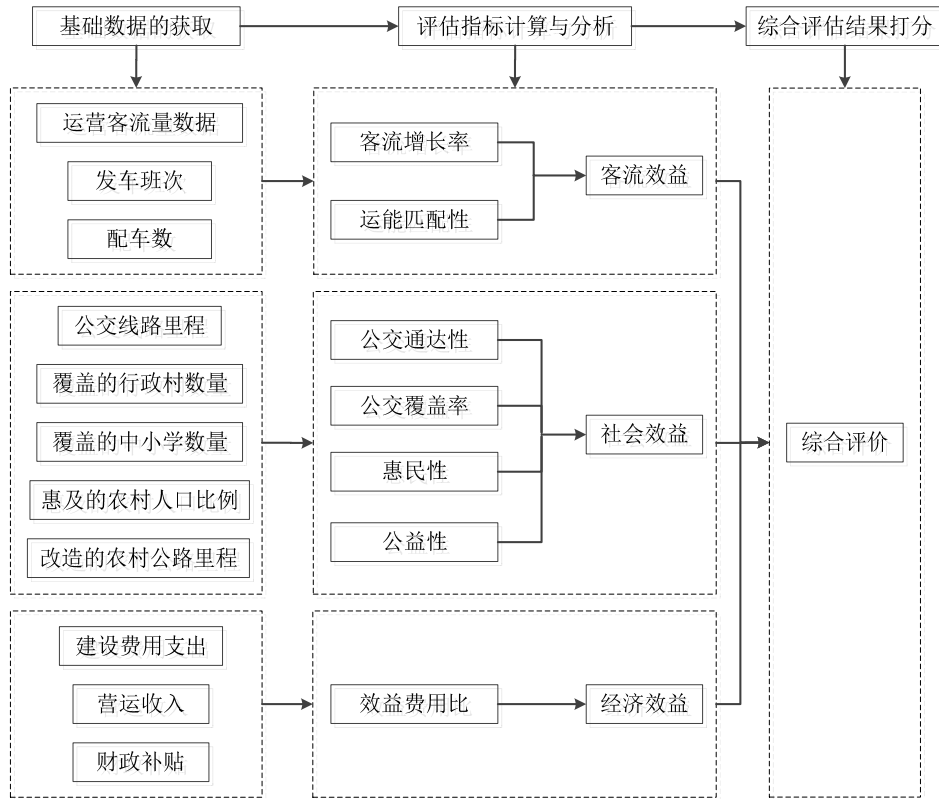 基础数据的获取
评估指标计算与分析
综合评估结果打分
运营客流量数据
发车班次
配车数
客流增长率
运能匹配性
客流效益
公交线路里程
覆盖的行政村数量
覆盖的中小学数量
惠及的农村人口比例
改造的农村公路里程
公交通达性
公交覆盖率
惠民性
公益性
社会效益
建设费用支出
营运收入
财政补贴
效益费用比
经济效益
综合评价